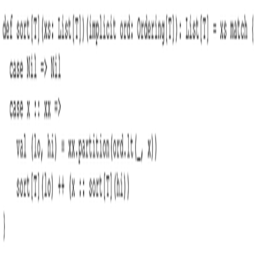 def sort[T](xs: List[T])(implicit ord: Ordering[T]): List[T] = xs match {
case Nil => Nil
case x :: xx =>
val (lo, hi) = xx.partition(ord.lt(_, x))
sort[T](lo) ++ (x :: sort[T](hi))
}